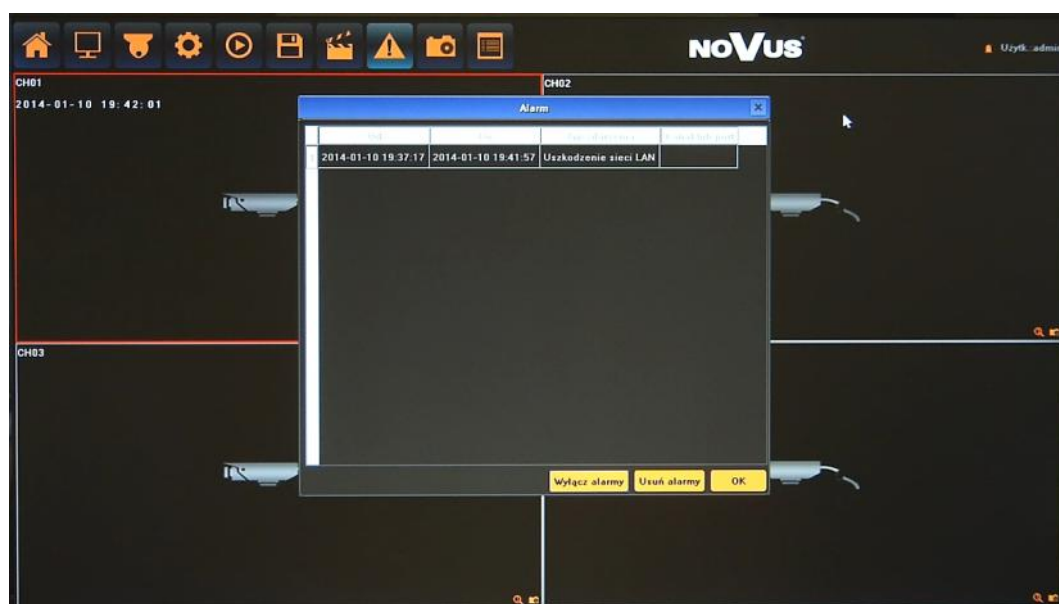 NOVUS
Użytk.:admin
CH01
CH02
2014-01-10 19:42:01
Alarm
1 2014-01-10 19:37:17 2014-01-10 19:41:57 Uszkodzenie sieci LAN
CH03
Wyłącz alarmy Usuń alarmy OK